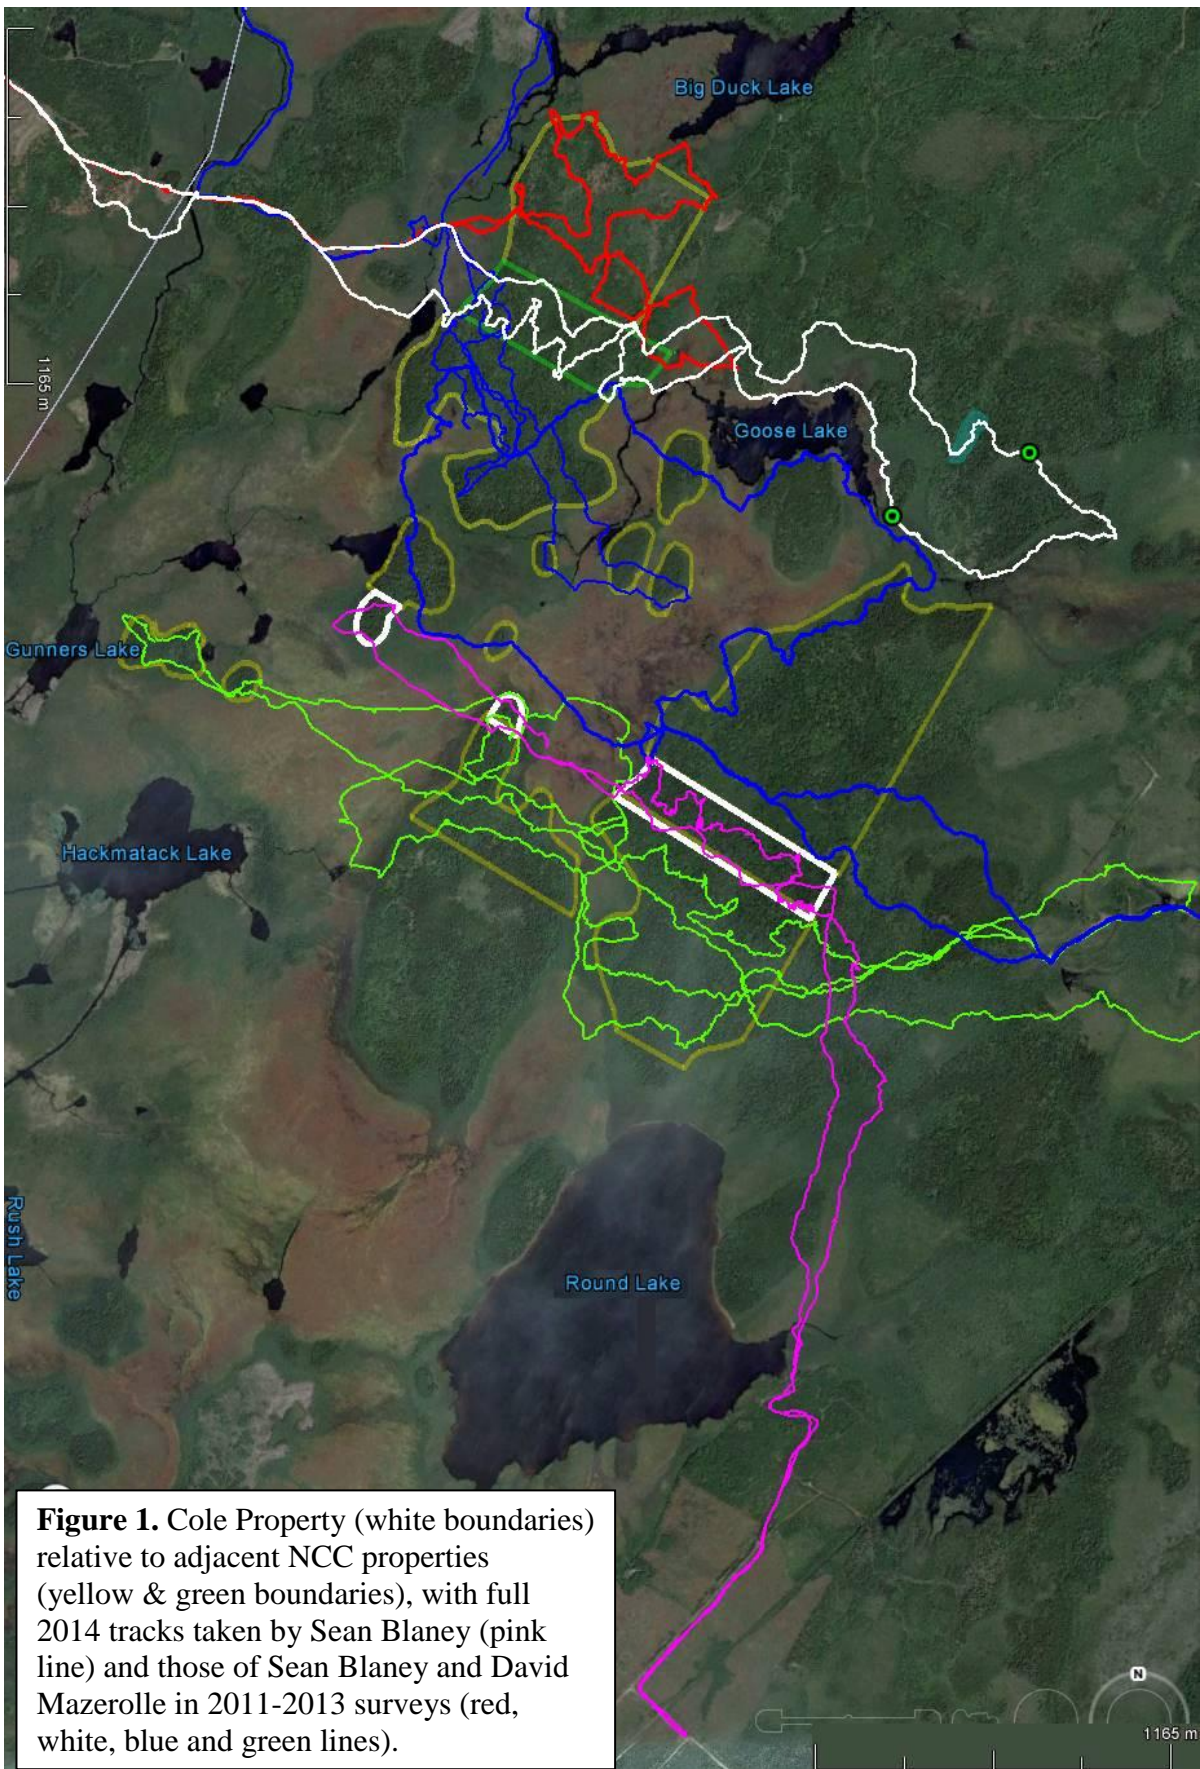 Big Duck Lake
1165 m
Goose Lake
Gunners Lake
Hackmatack Lake
Rush Lake
Round Lake
Figure 1. Cole Property (white boundaries)
relative to adjacent NCC properties
(yellow & green boundaries), with full
2014 tracks taken by Sean Blaney (pink
line) and those of Sean Blaney and David
Mazerolle in 2011-2013 surveys (red,
white, blue and green lines).
N
1165 m